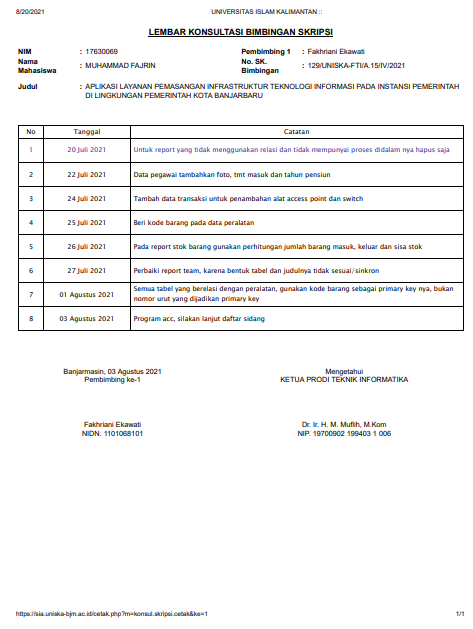 8/20/2021 UNIVERSITAS ISLAM KALIMANTAN ::
LEMBAR KONSULTASI BIMBINGAN SKRIPSI
NIM : 17630069 Pembimbing 1 : Fakhriani Ekawati
Nama Mahasiswa : MUHAMMAD FAJRIN No. SK. Bimbingan : 129/UNISKA-FTI/A.15/IV/2021
Judul : APLIKASI LAYANAN PEMASANGAN INFRASTRUKTUR TEKNOLOGI INFORMASI PADA INSTANSI PEMERINTAH
DI LINGKUNGAN PEMERINTAH KOTA BANJARBARU
No Tanggal Catatan
1 20 Juli 2021 Untuk report yang tidak menggunakan relasi dan tidak mempunyai proses didalam nya hapus saja
2 22 Juli 2021 Data pegawai tambahkan foto, tmt masuk dan tahun pensiun
3 24 Juli 2021 Tambah data transaksi untuk penambahan alat access point dan switch
4 25 Juli 2021 Beri kode barang pada data peralatan
5 26 Juli 2021 Pada report stok barang gunakan perhitungan jumlah barang masuk, keluar dan sisa stok
6 27 Juli 2021 Perbaiki report team, karena bentuk tabel dan judulnya tidak sesuai/sinkron
7 01 Agustus 2021 Semua tabel yang berelasi dengan peralatan, gunakan kode barang sebagai primary key nya, bukan
nomor urut yang dijadikan primary key
8 03 Agustus 2021 Program acc, silakan lanjut daftar sidang
Banjarmasin, 03 Agustus 2021 Mengetahui
Pembimbing ke-1 KETUA PRODI TEKNIK INFORMATIKA
Fakhriani Ekawati Dr. Ir. H. M. Muflih, M.Kom
NIDN. 1101068101 NIP. 19700902 199403 1 006
https://sia.uniska-bjm.ac.id/cetak.php?m=konsul.skripsi.cetak&ke=1 1/1